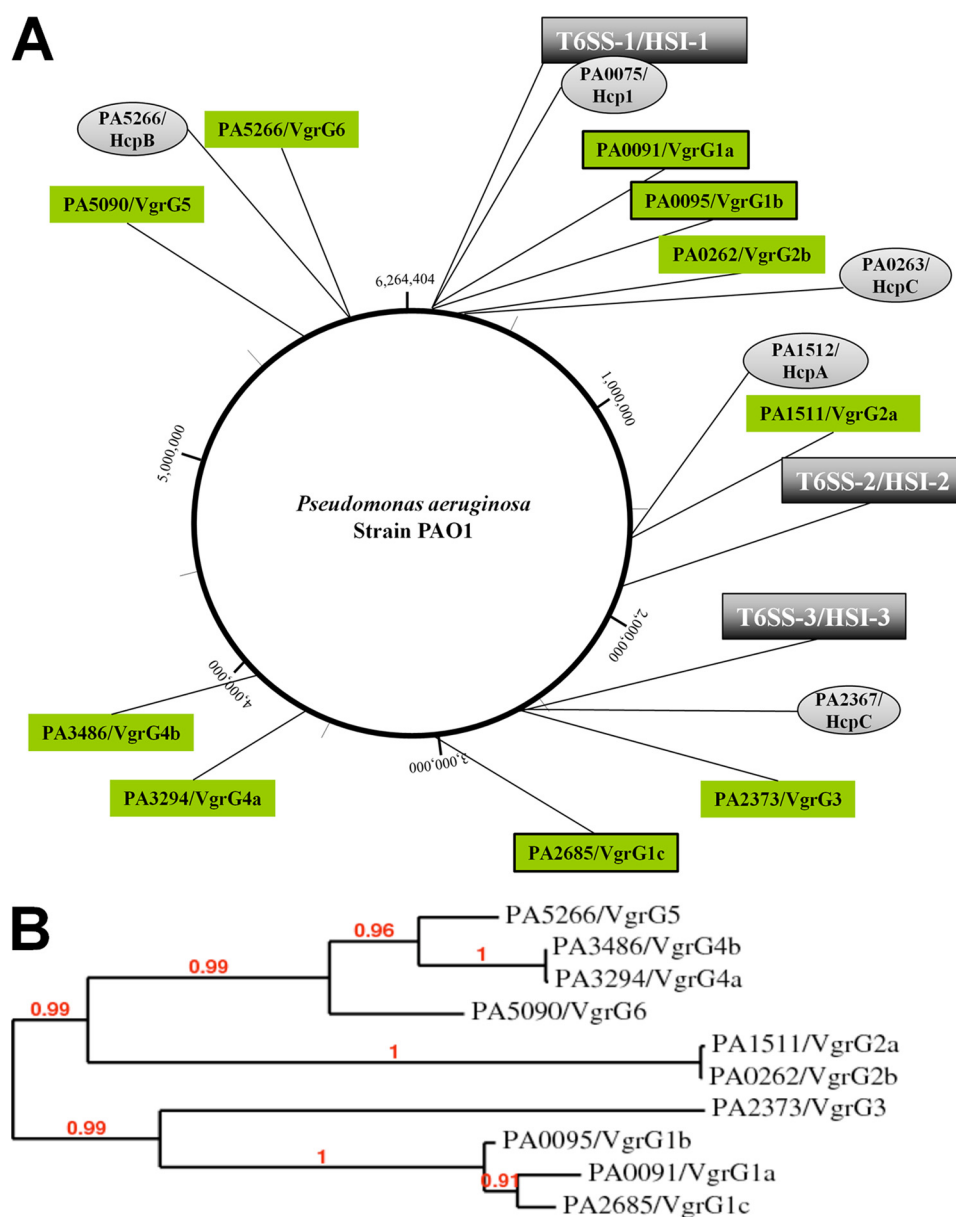 A
T6SS-1/HSI-1
PA0075/
Hcp1
PA5266/
HcpB
PA5266/VgrG6
PA0091/VgrG1a
PA5090/VgrG5
PA0095/VgrG1b
PA0262/VgrG2b
PA0263/
HcpC
6,264,404
PA1512/
HcpA
1,000,000
PA1511/VgrG2a
5,000,000
T6SS-2/HSI-2
Pseudomonas aeruginosa
Strain PAO1
T6SS-3/HSI-3
2,000,000
4,000,000
PA2367/
HcpC
PA3486/VgrG4b
3,000,000
PA3294/VgrG4a
PA2373/VgrG3
PA2685/VgrG1c
B
PA5266/VgrG5
0.96
PA3486/VgrG4b
1
0.99
PA3294/VgrG4a
PA5090/VgrG6
0.99
PA1511/VgrG2a
1
PA0262/VgrG2b
PA2373/VgrG3
0.99
PA0095/VgrG1b
1
PA0091/VgrG1a
0.91
PA2685/VgrG1c